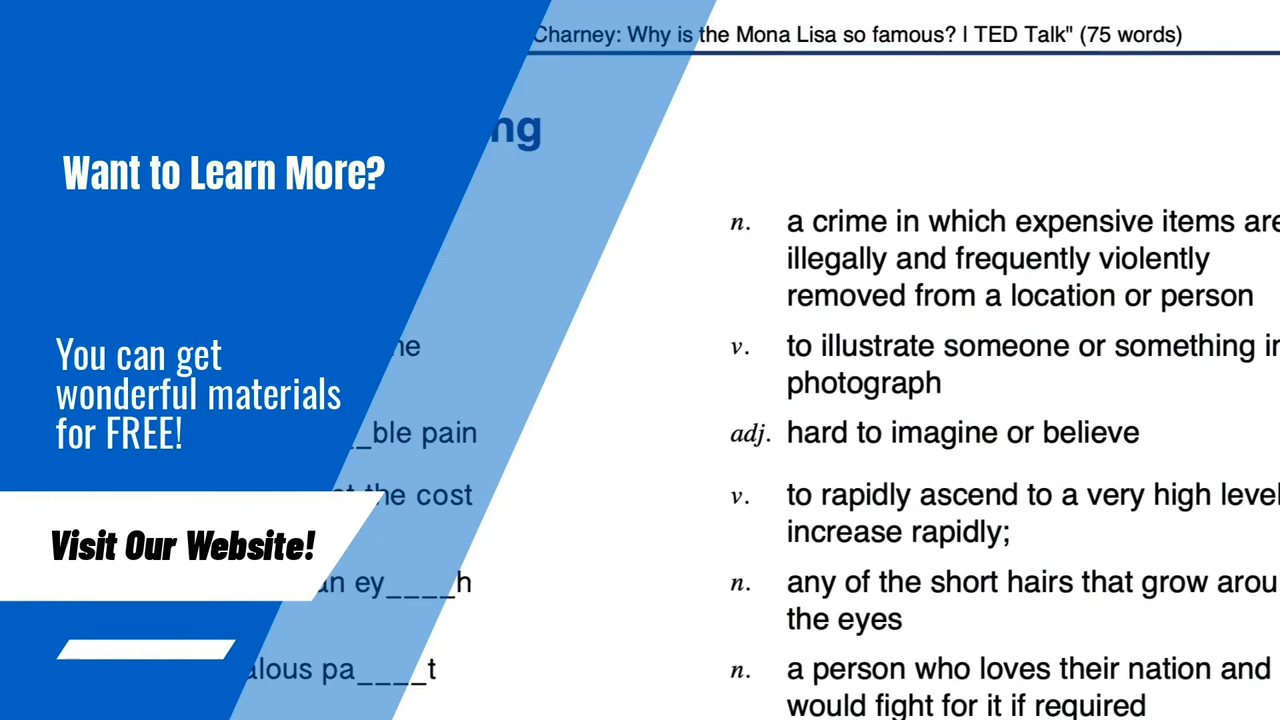 Charney: Why is the Mona Lisa so famous? | TED Talk" (75 words)
ng
Want to Learn More?
You can get
wonderful materials
for FREE!
Visit Our Website!
ne
_ble pain
the cost
an ey____h
alous pa____t
n. a crime in which expensive items are
illegally and frequently violently
removed from a location or person
v. to illustrate someone or something in
photograph
adj. hard to imagine or believe
v. to rapidly ascend to a very high level
increase rapidly;
n. any of the short hairs that grow arou
the eyes
n. a person who loves their nation and
would fight for it if required